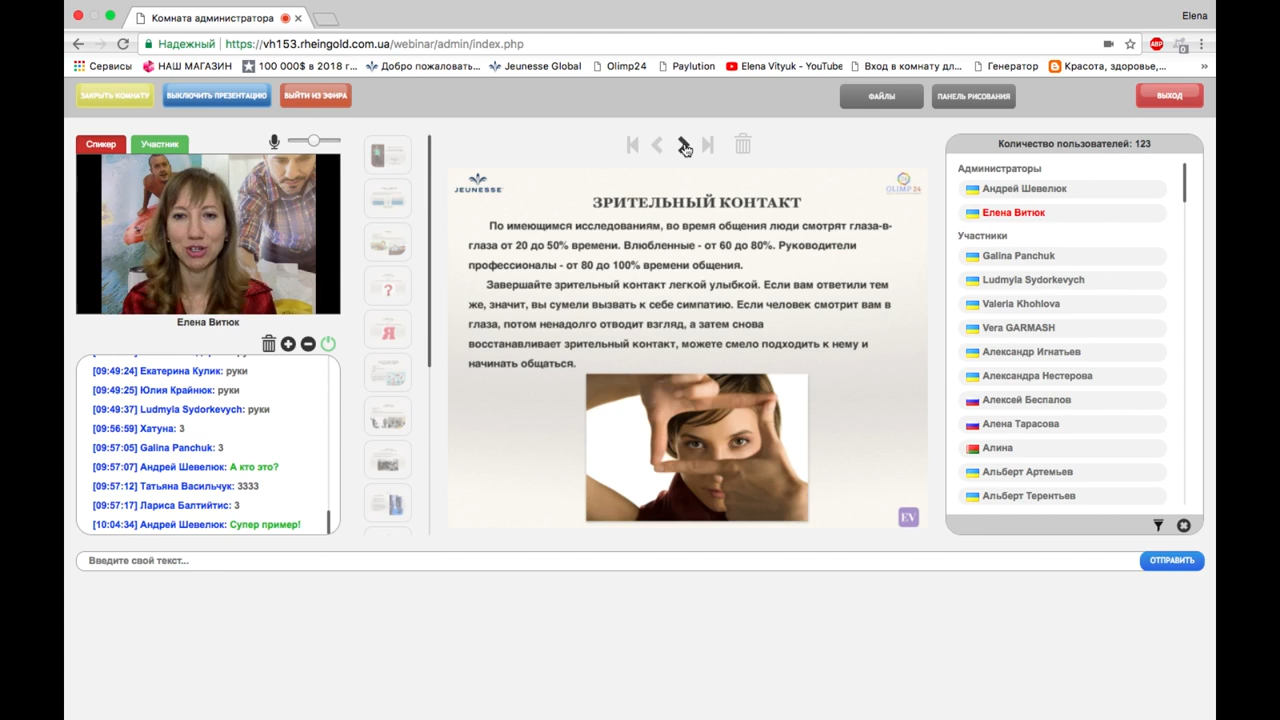 Комната администратора
Elena
Надежный
https://vh153.rheingold.com.ua/webinar/admin/index.php
ABP
0
Сервисы
НАШ МАГАЗИН
100 000$ в 2018 г...
Добро пожаловать...
Jeunesse Global
Olimp24
Paylution
Elena Vityuk - YouTube
Вход в комнату дл...
Генератор
Красота, здоровье,...
»
ЗАКРЫТЬ КОМНАТУ
ВЫКЛЮЧИТЬ ПРЕЗЕНТАЦИЮ
ВЫЙТИ ИЗ ЭФИРА
ФАЙЛЫ
ПАНЕЛЬ РИСОВАНИЯ
ВЫХОД
Спикер
Участник
Елена Витюк
[09:49:24] Екатерина Кулик: руки
[09:49:25] Юлия Крайнюк: руки
[09:49:37] Ludmyla Sydorkevych: руки
[09:56:59] Хатуна: 3
[09:57:05] Galina Panchuk: 3
[09:57:07] Андрей Шевелюк: А кто это?
[09:57:12] Татьяна Васильчук: 3333
[09:57:17] Лариса Балтийтис: 3
[10:04:34] Андрей Шевелюк: Супер пример!
?
Я
JEUNESSE
OLIMP 24
ЗРИТЕЛЬНЫЙ КОНТАКТ
По имеющимся исследованиям, во время общения люди смотрят глаза-в-
глаза от 20 до 50% времени. Влюбленные - от 60 до 80%. Руководители
профессионалы - от 80 до 100% времени общения.
Завершайте зрительный контакт легкой улыбкой. Если вам ответили тем
же, значит, вы сумели вызвать к себе симпатию. Если человек смотрит вам в
глаза, потом ненадолго отводит взгляд, а затем снова
восстанавливает зрительный контакт, можете смело подходить к нему и
начинать общаться.
EV
Количество пользователей: 123
Администраторы
Андрей Шевелюк
Елена Витюк
Участники
Galina Panchuk
Ludmyla Sydorkevych
Valeria Khohlova
Vera GARMASH
Александр Игнатьев
Александра Нестерова
Алексей Беспалов
Алена Тарасова
Алина
Альберт Артемьев
Альберт Терентьев
Введите свой текст...
ОТПРАВИТЬ